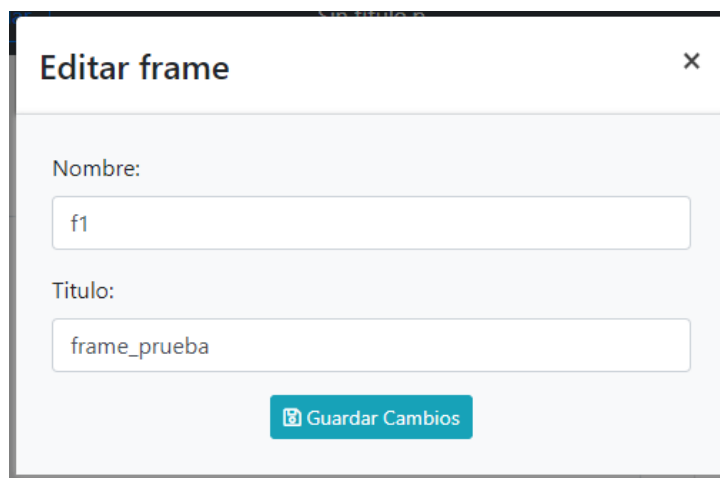 Editar frame
×
Nombre:
f1
Titulo:
frame_prueba
Guardar Cambios